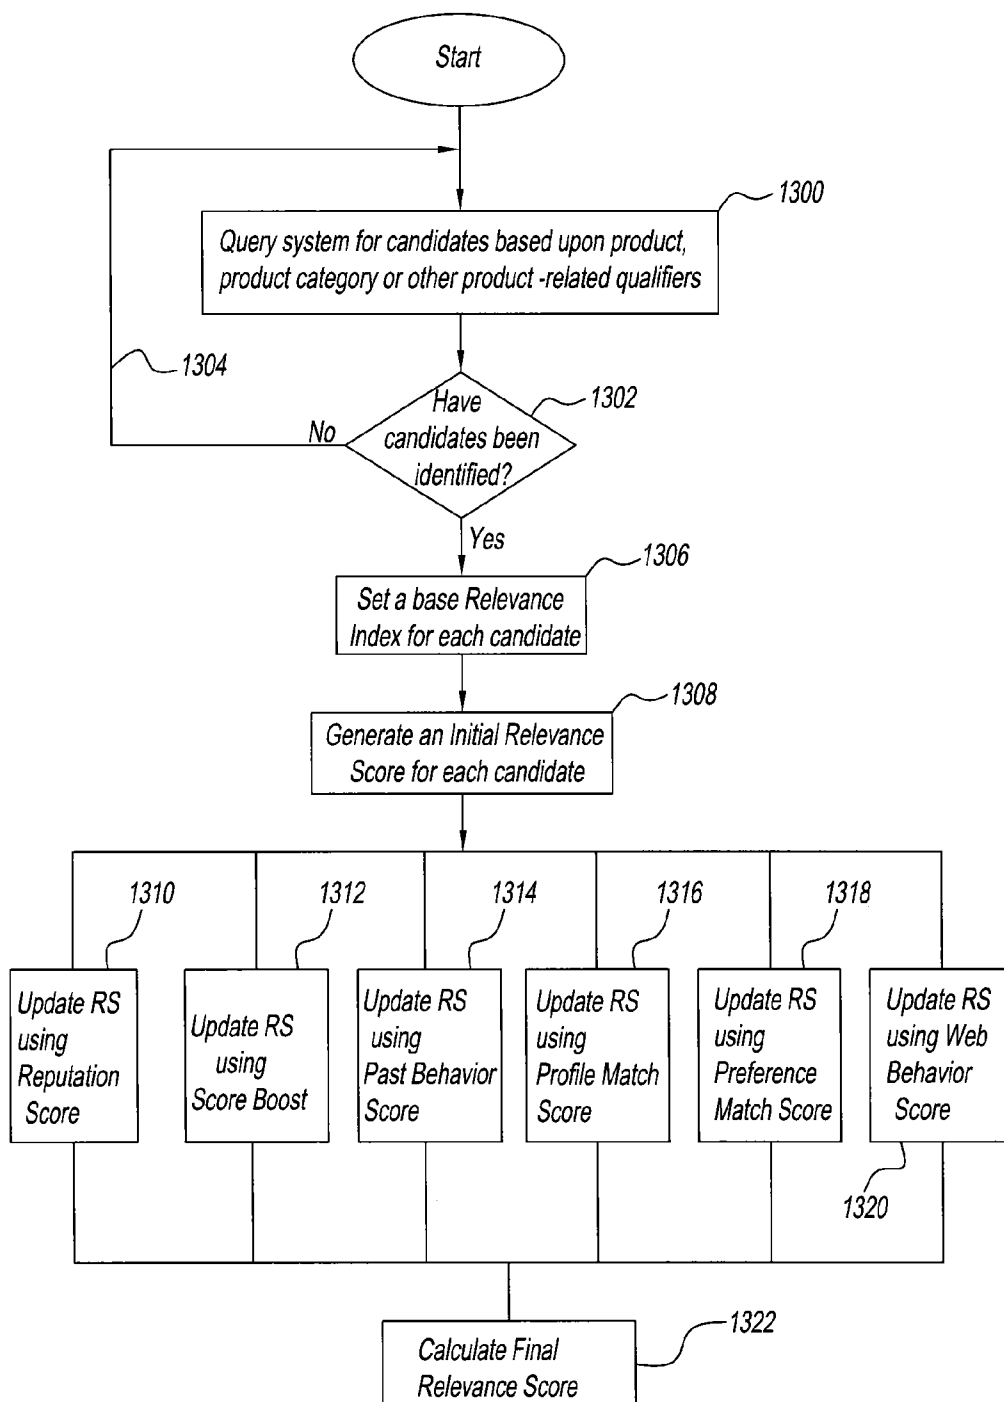 Start
1300
Query system for candidates based upon product,
product category or other product -related qualifiers
1304
1302
Have
candidates been
identified?
No
Yes
1306
Set a base Relevance
Index for each candidate
1308
Generate an Initial Relevance
Score for each candidate
1310
1312
1314
1316
1318
Update RS
using
Reputation
Score
Update RS
using
Score Boost
Update RS
using
Past Behavior
Score
Update RS
using
Profile Match
Score
Update RS
using
Preference
Match Score
Update RS
using Web
Behavior
Score
1320
1322
Calculate Final
Relevance Score